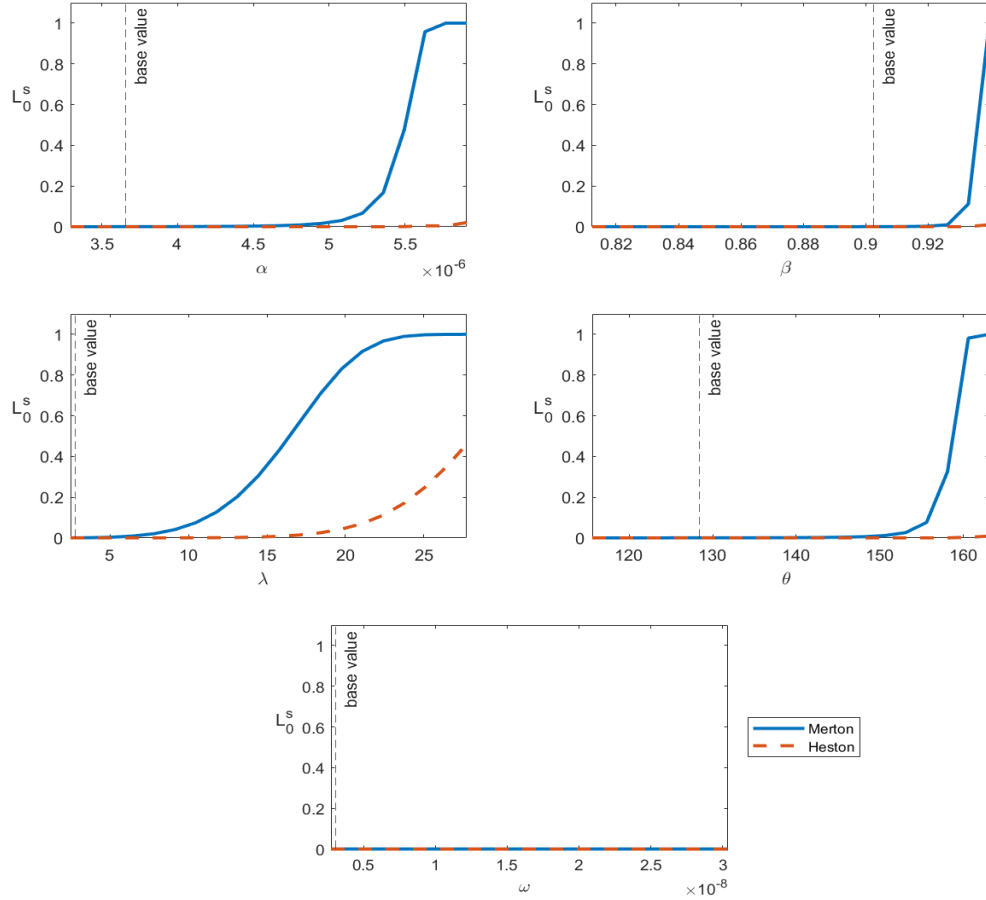 1
0.8
L₀ˢ 0.6
0.4
0.2
0
3.5 4 4.5 5 5.5
α ×10⁻⁶
base value
1
0.8
L₀ˢ 0.6
0.4
0.2
0
0.82 0.84 0.86 0.88 0.9 0.92
β
base value
1
0.8
L₀ˢ 0.6
0.4
0.2
0
5 10 15 20 25
λ
base value
1
0.8
L₀ˢ 0.6
0.4
0.2
0
120 130 140 150 160
θ
base value
1
0.8
L₀ˢ 0.6
0.4
0.2
0
0.5 1 1.5 2 2.5 3
ω ×10⁻⁸
base value
Merton
Heston